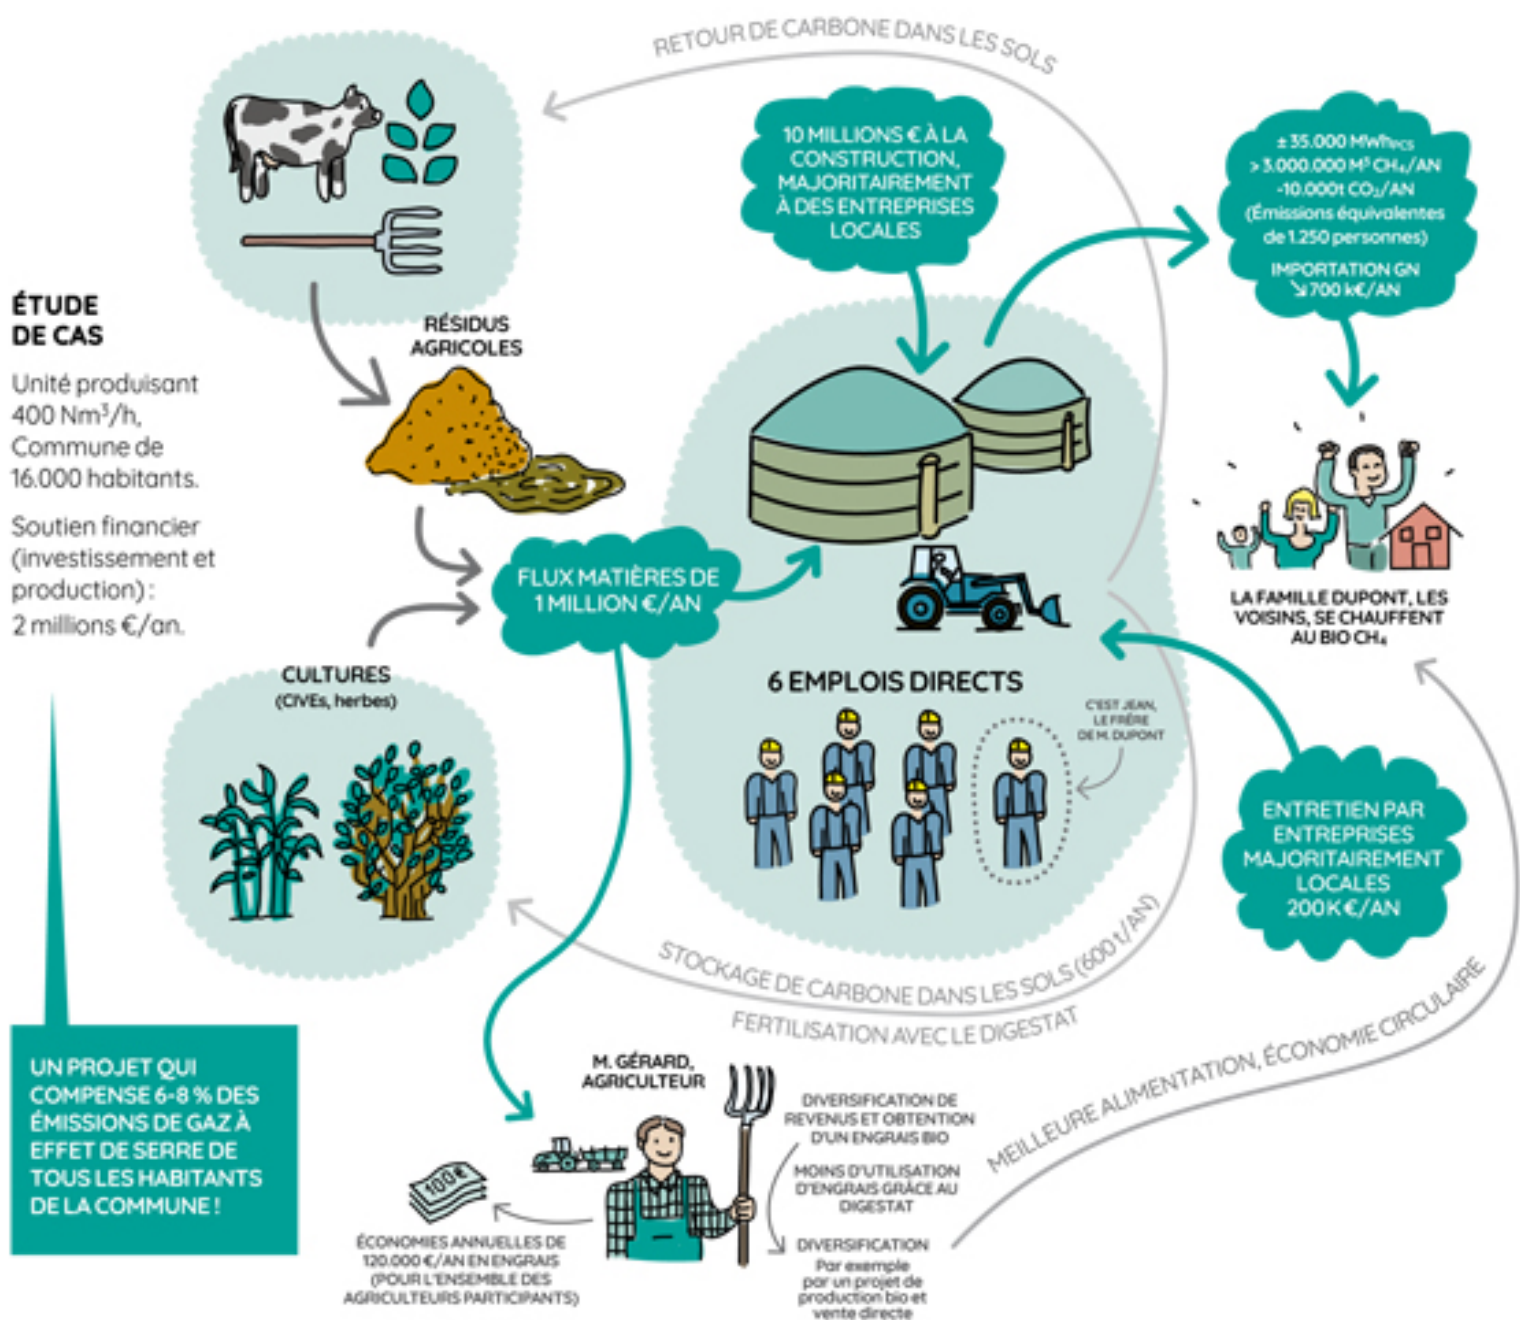 RETOUR DE CARBONE DANS LES SOLS
10 MILLIONS € À LA
CONSTRUCTION,
MAJORITAIREMENT
À DES ENTREPRISES
LOCALES
± 35.000 MWhPCS
> 3.000.000 M³ CH₄/AN
-10.000t CO₂/AN
(Émissions équivalentes
de 1.250 personnes)
IMPORTATION GN
↘700 k€/AN
ÉTUDE
DE CAS
Unité produisant
400 Nm³/h,
Commune de
16.000 habitants.
Soutien financier
(investissement et
production) :
2 millions €/an.
RÉSIDUS
AGRICOLES
FLUX MATIÈRES DE
1 MILLION €/AN
LA FAMILLE DUPONT, LES
VOISINS, SE CHAUFFENT
AU BIO CH₄
CULTURES
(CIVEs, herbes)
6 EMPLOIS DIRECTS
C'EST JEAN,
LE FRÈRE
DE M. DUPONT
ENTRETIEN PAR
ENTREPRISES
MAJORITAIREMENT
LOCALES
200K €/AN
STOCKAGE DE CARBONE DANS LES SOLS (600 t/AN)
FERTILISATION AVEC LE DIGESTAT
MEILLEURE ALIMENTATION, ÉCONOMIE CIRCULAIRE
UN PROJET QUI
COMPENSE 6-8 % DES
ÉMISSIONS DE GAZ À
EFFET DE SERRE DE
TOUS LES HABITANTS
DE LA COMMUNE !
M. GÉRARD,
AGRICULTEUR
100€
ÉCONOMIES ANNUELLES DE
120.000 €/AN EN ENGRAIS
(POUR L'ENSEMBLE DES
AGRICULTEURS PARTICIPANTS)
DIVERSIFICATION DE
REVENUS ET OBTENTION
D'UN ENGRAIS BIO
MOINS D'UTILISATION
D'ENGRAIS GRÂCE AU
DIGESTAT
DIVERSIFICATION
Par exemple
par un projet de
production bio et
vente directe